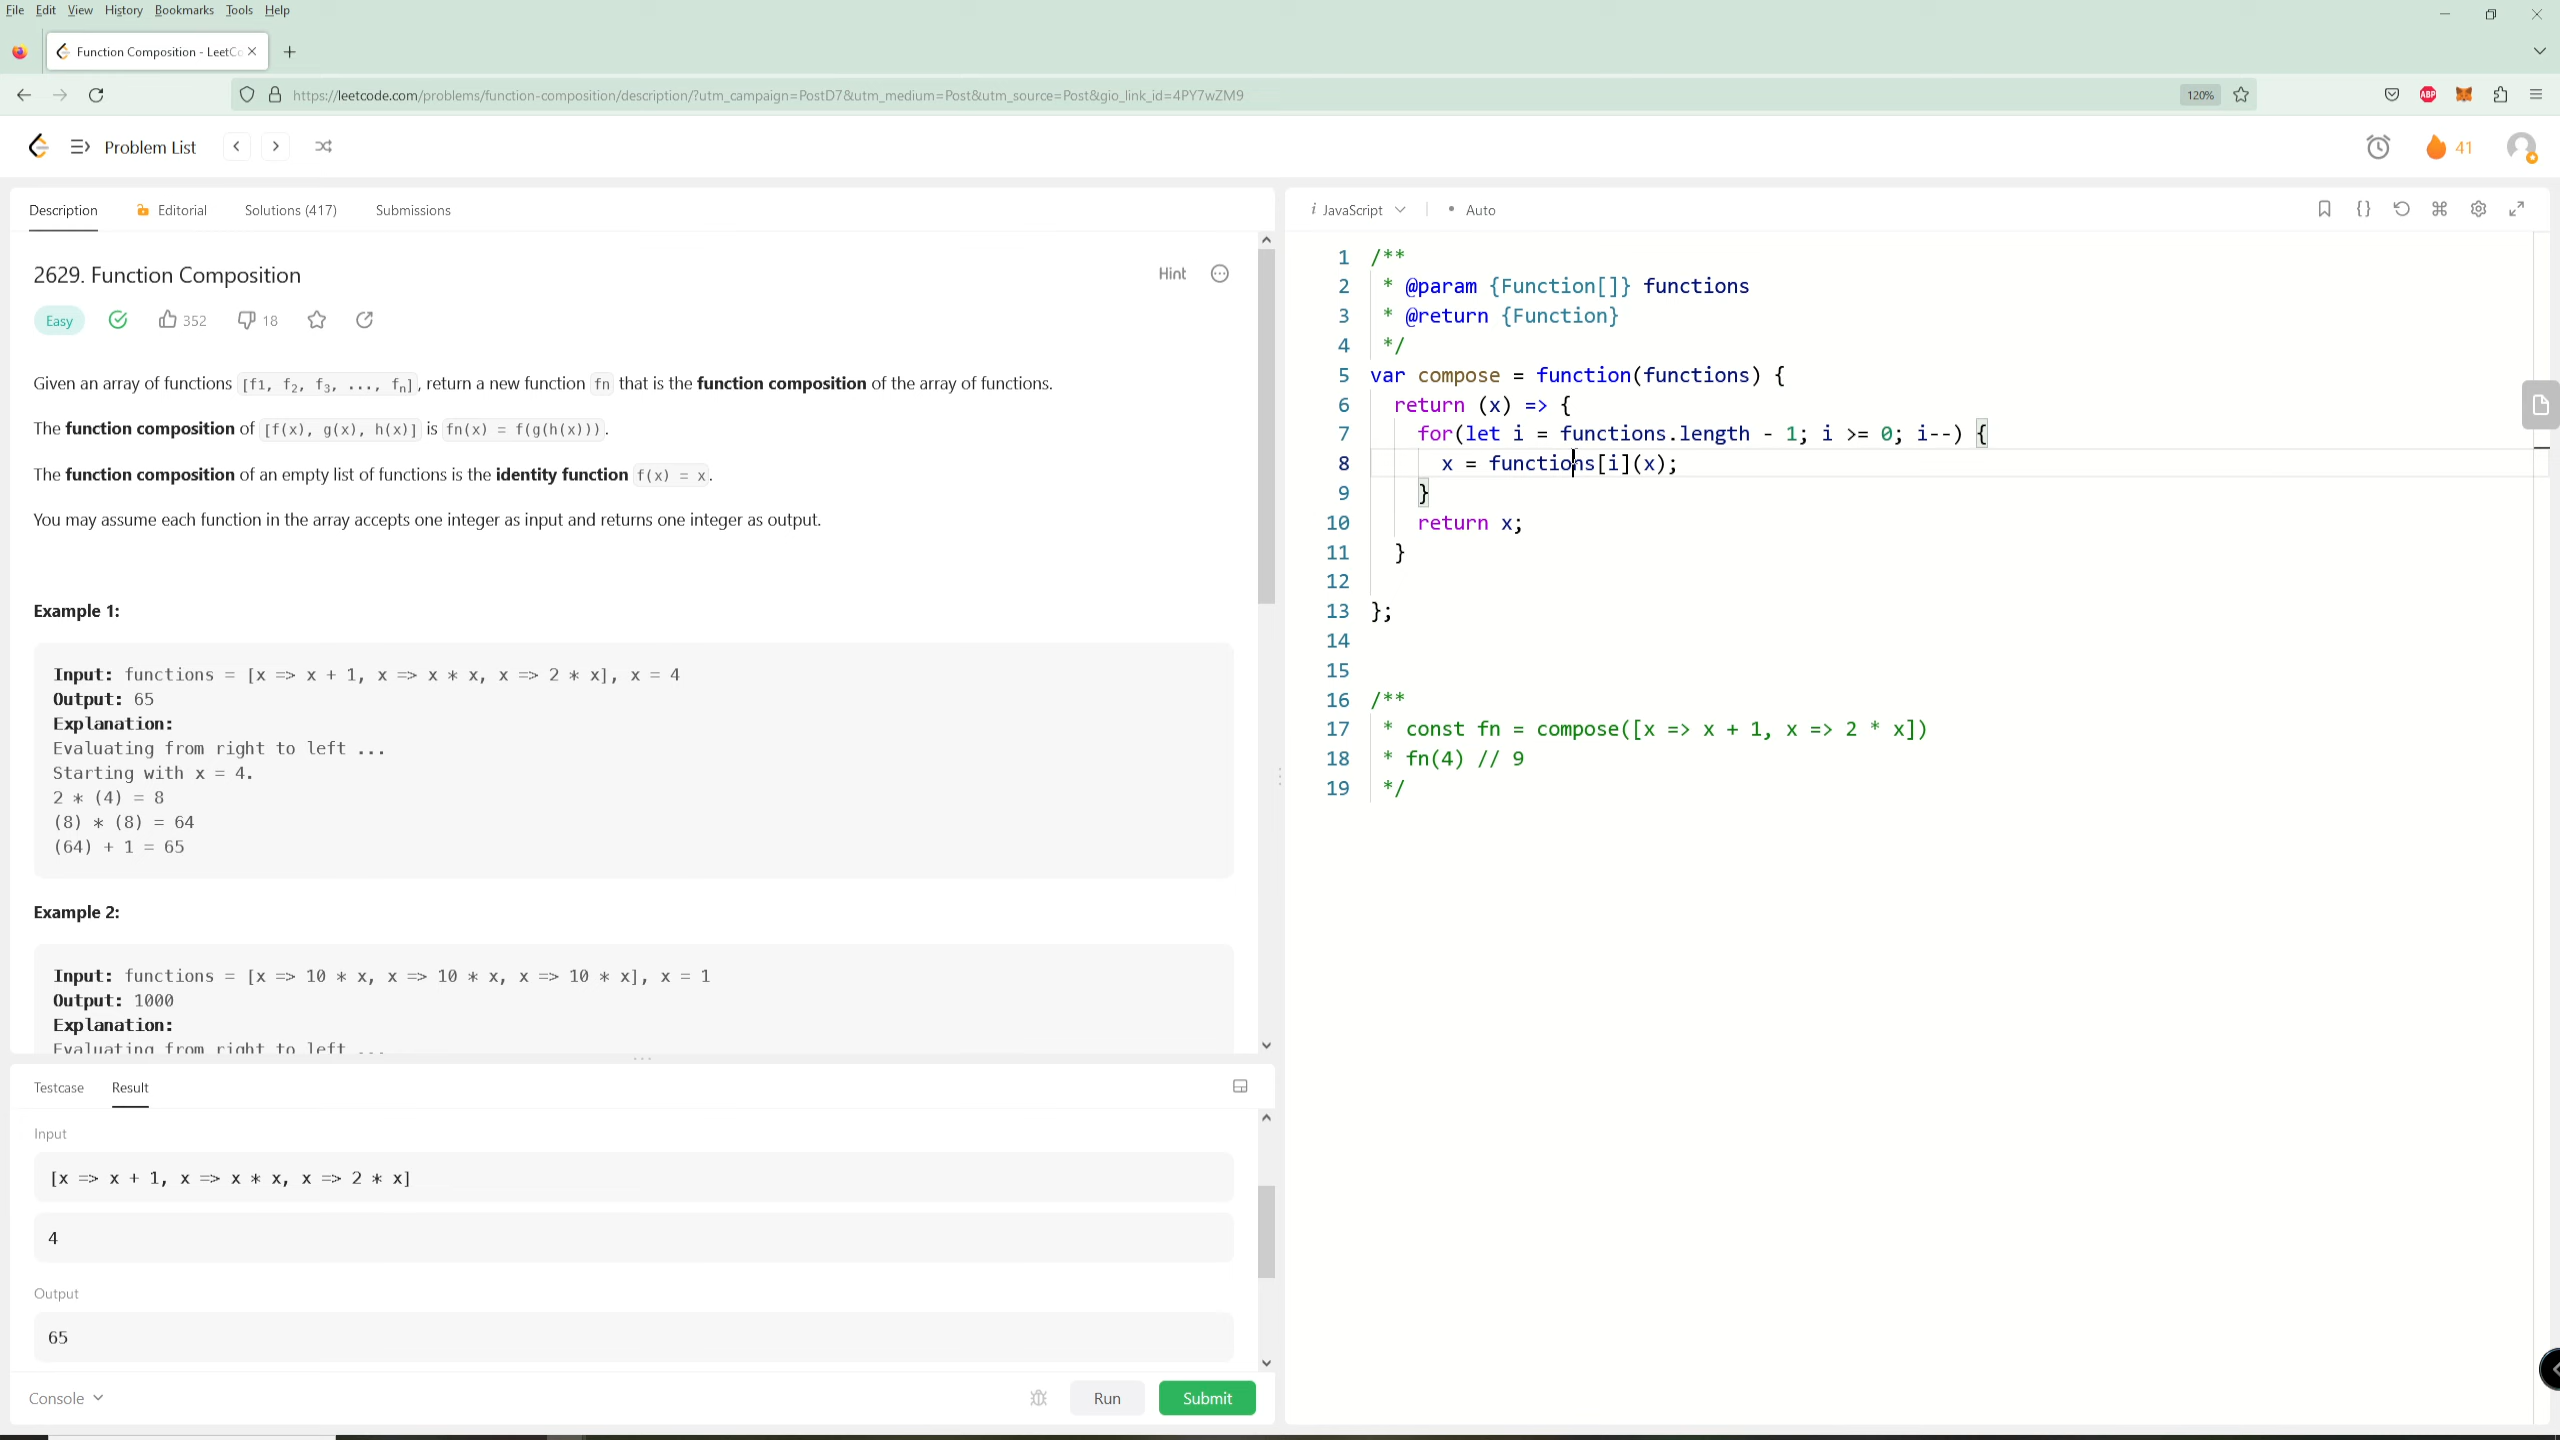 File Edit View History Bookmarks Tools Help
Function Composition - LeetCo
https://leetcode.com/problems/function-composition/description/?utm_campaign=PostD7&utm_medium=Post&utm_source=Post&gio_link_id=4PY7wZM9
120%
ABP
Problem List
41
Description Editorial Solutions (417) Submissions
2629. Function Composition
Hint
Easy 352 18
Given an array of functions [f1, f2, f3, ..., fn], return a new function fn that is the function composition of the array of functions.
The function composition of [f(x), g(x), h(x)] is fn(x) = f(g(h(x))).
The function composition of an empty list of functions is the identity function f(x) = x.
You may assume each function in the array accepts one integer as input and returns one integer as output.
Example 1:
Input: functions = [x => x + 1, x => x * x, x => 2 * x], x = 4
Output: 65
Explanation:
Evaluating from right to left ...
Starting with x = 4.
2 * (4) = 8
(8) * (8) = 64
(64) + 1 = 65
Example 2:
Input: functions = [x => 10 * x, x => 10 * x, x => 10 * x], x = 1
Output: 1000
Explanation:
Evaluating from right to left ...
Testcase Result
Input
[x => x + 1, x => x * x, x => 2 * x]
4
Output
65
Console
Run
Submit
i JavaScript • Auto
1 /**
2 * @param {Function[]} functions
3 * @return {Function}
4 */
5 var compose = function(functions) {
6 return (x) => {
7 for(let i = functions.length - 1; i >= 0; i--) {
8 x = functions[i](x);
9 }
10 return x;
11 }
12
13 };
14
15
16 /**
17 * const fn = compose([x => x + 1, x => 2 * x])
18 * fn(4) // 9
19 */